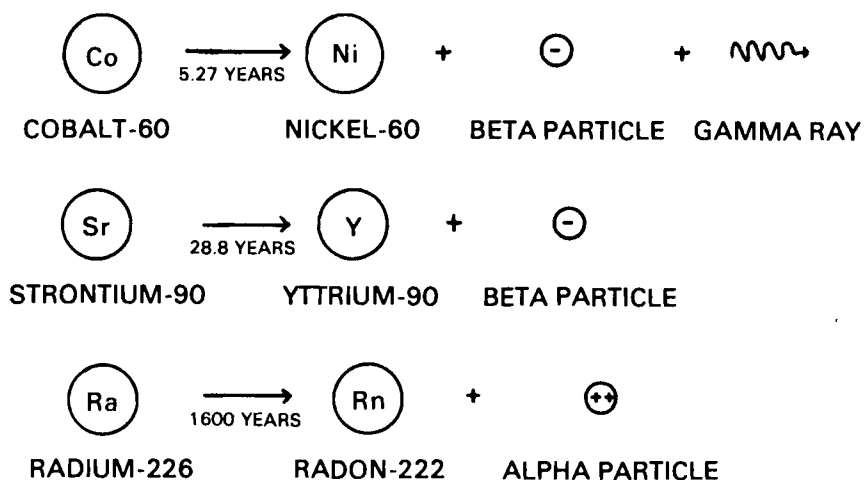 Co 5.27 YEARS Ni + - +
COBALT-60 NICKEL-60 BETA PARTICLE GAMMA RAY
Sr 28.8 YEARS Y + -
STRONTIUM-90 YTTRIUM-90 BETA PARTICLE
Ra 1600 YEARS Rn + ++
RADIUM-226 RADON-222 ALPHA PARTICLE